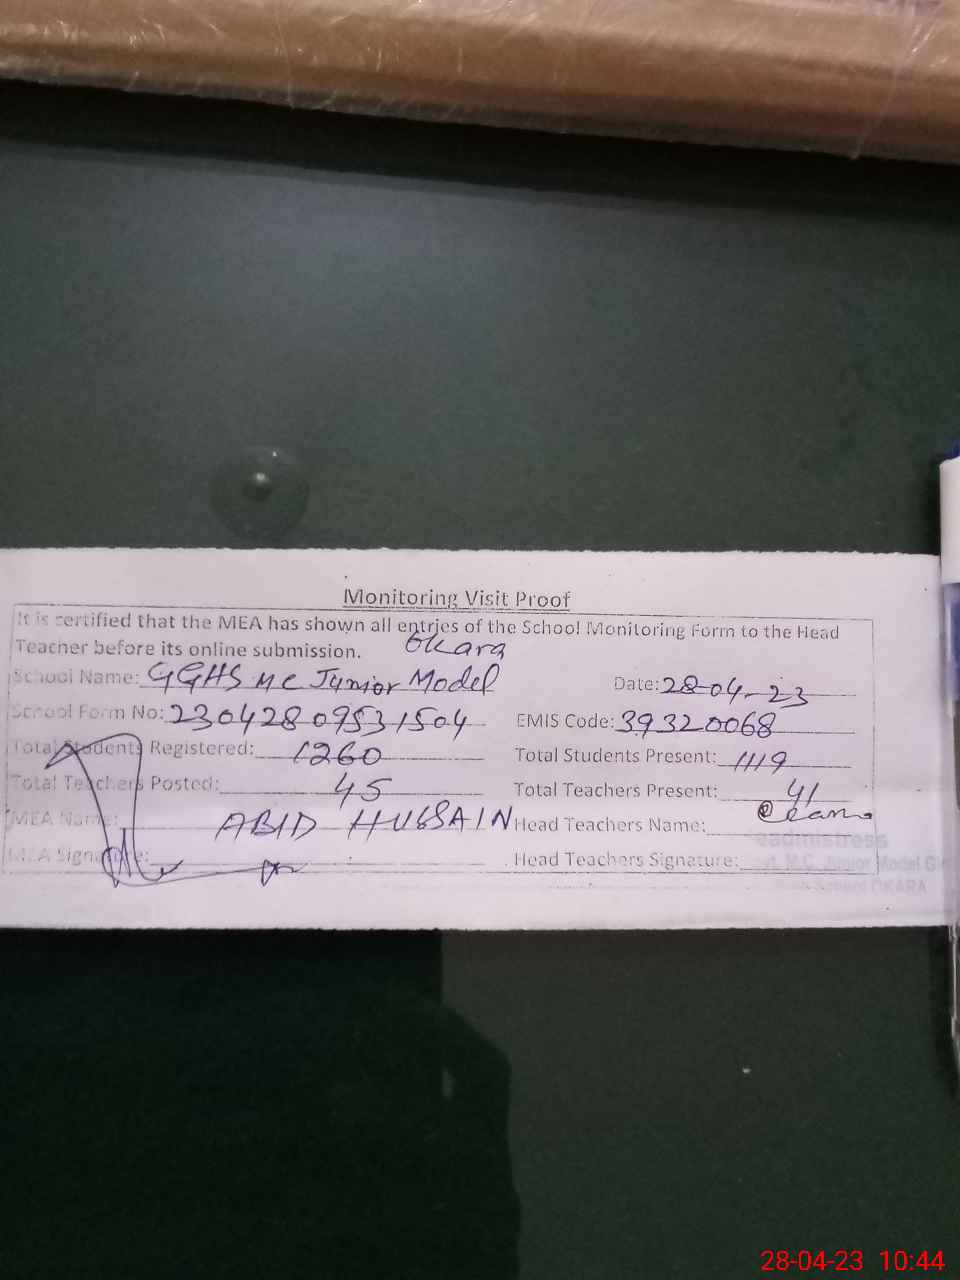 Monitoring Visit Proof
It is certified that the MEA has shown all entries of the School Monitoring Form to the Head
Teacher before its online submission. Okara
School Name: GGHS MC Junior Model Date: 28-04-23
School Form No: 23042809531504 EMIS Code: 39320068
Total Students Registered: 1260 Total Students Present: 1119
Total Teachers Posted: 45 Total Teachers Present: 41
MEA Name: ABID HUSSAIN Head Teachers Name:
MEA Signature: Head Teachers Signature:
eadmistress
M.C. Junior Model
OKARA
28-04-23 10:44